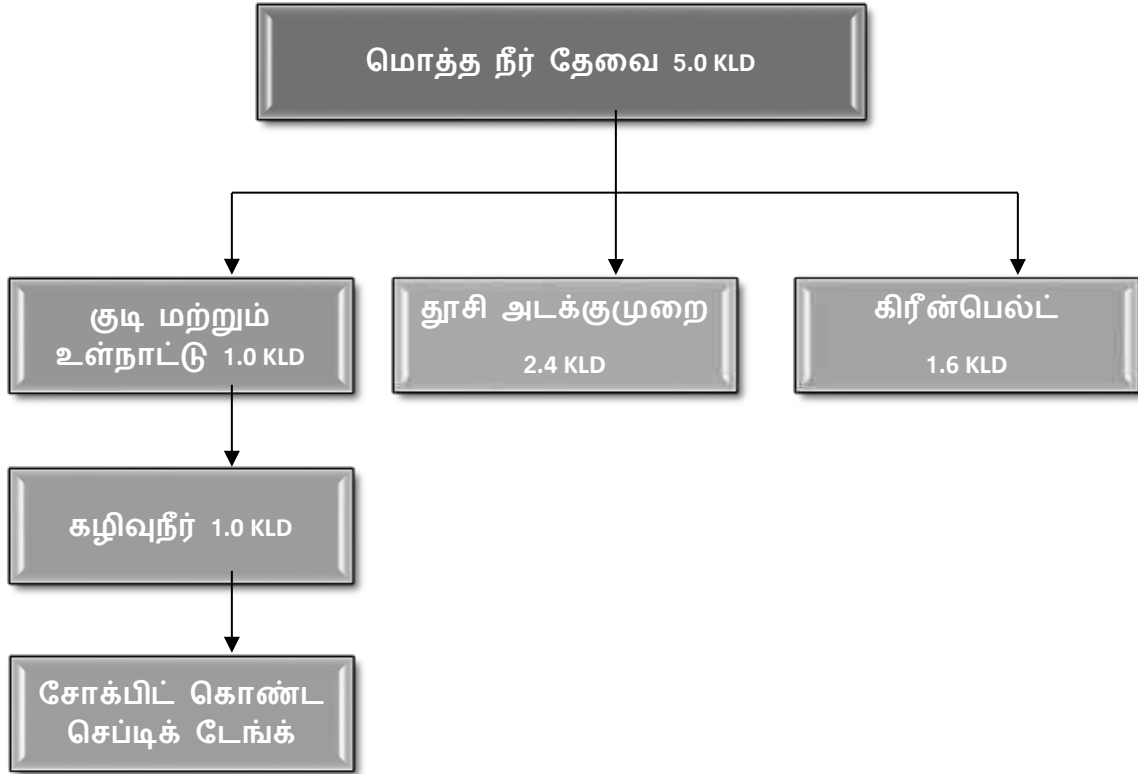 மொத்த நீர் தேவை 5.0 KLD
குடி மற்றும்
உள்நாட்டு 1.0 KLD
தூசி அடக்குமுறை
2.4 KLD
கிரீன்பெல்ட்
1.6 KLD
கழிவுநீர் 1.0 KLD
சோக்பிட் கொண்ட
செப்டிக் டேங்க்